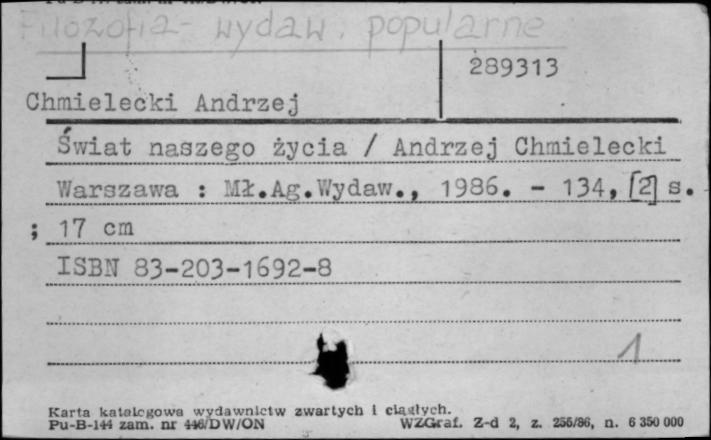 Filozofia - wydaw. popularne
289313
Chmielecki Andrzej
Świat naszego życia / Andrzej Chmielecki
Warszawa : Mł.Ag.Wydaw., 1986. - 134, [2] s.
; 17 cm
ISBN 83-203-1692-8
1
Karta katalogowa wydawnictw zwartych i ciągłych.
Pu-B-144 zam. nr 446/DW/ON WZGraf. Z-d 2, z. 256/86, n. 6 350 000